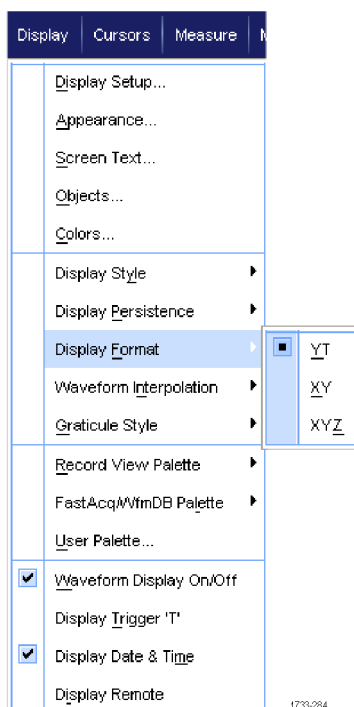 Display Cursors Measure
Display Setup...
Appearance...
Screen Text...
Objects...
Colors...
Display Style
Display Persistence
Display Format
YT
Waveform Interpolation
XY
Graticule Style
XYZ
Record View Palette
FastAcq/WfmDB Palette
User Palette...
Waveform Display On/Off
Display Trigger 'T'
Display Date & Time
Display Remote
1733-284